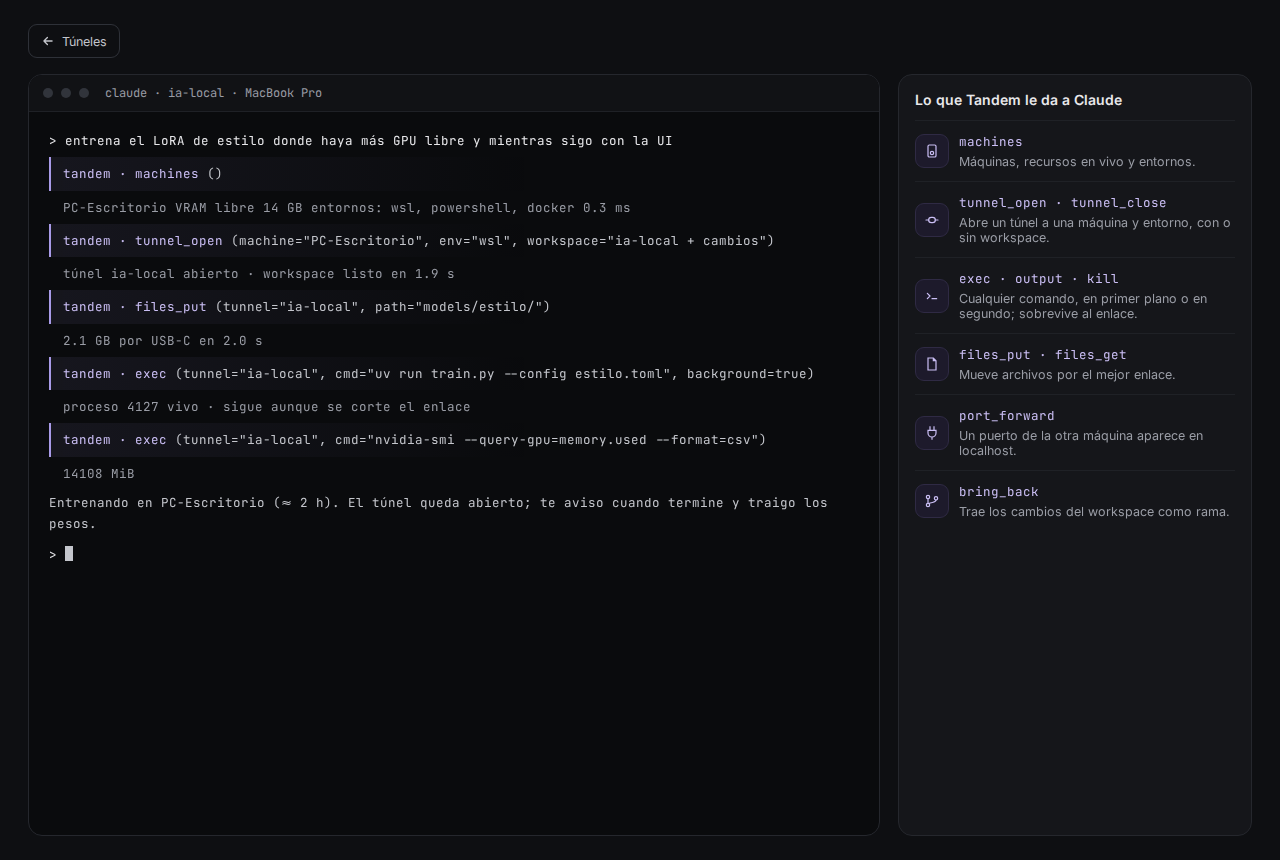 Túneles
claude · ia-local · MacBook Pro
> entrena el LoRA de estilo donde haya más GPU libre y mientras sigo con la UI
tandem · machines ()
PC-Escritorio VRAM libre 14 GB entornos: wsl, powershell, docker 0.3 ms
tandem · tunnel_open (machine="PC-Escritorio", env="wsl", workspace="ia-local + cambios")
túnel ia-local abierto · workspace listo en 1.9 s
tandem · files_put (tunnel="ia-local", path="models/estilo/")
2.1 GB por USB-C en 2.0 s
tandem · exec (tunnel="ia-local", cmd="uv run train.py --config estilo.toml", background=true)
proceso 4127 vivo · sigue aunque se corte el enlace
tandem · exec (tunnel="ia-local", cmd="nvidia-smi --query-gpu=memory.used --format=csv")
14108 MiB
Entrenando en PC-Escritorio (≈ 2 h). El túnel queda abierto; te aviso cuando termine y traigo los
pesos.
>
Lo que Tandem le da a Claude
machines
Máquinas, recursos en vivo y entornos.
tunnel_open · tunnel_close
Abre un túnel a una máquina y entorno, con o
sin workspace.
exec · output · kill
Cualquier comando, en primer plano o en
segundo; sobrevive al enlace.
files_put · files_get
Mueve archivos por el mejor enlace.
port_forward
Un puerto de la otra máquina aparece en
localhost.
bring_back
Trae los cambios del workspace como rama.